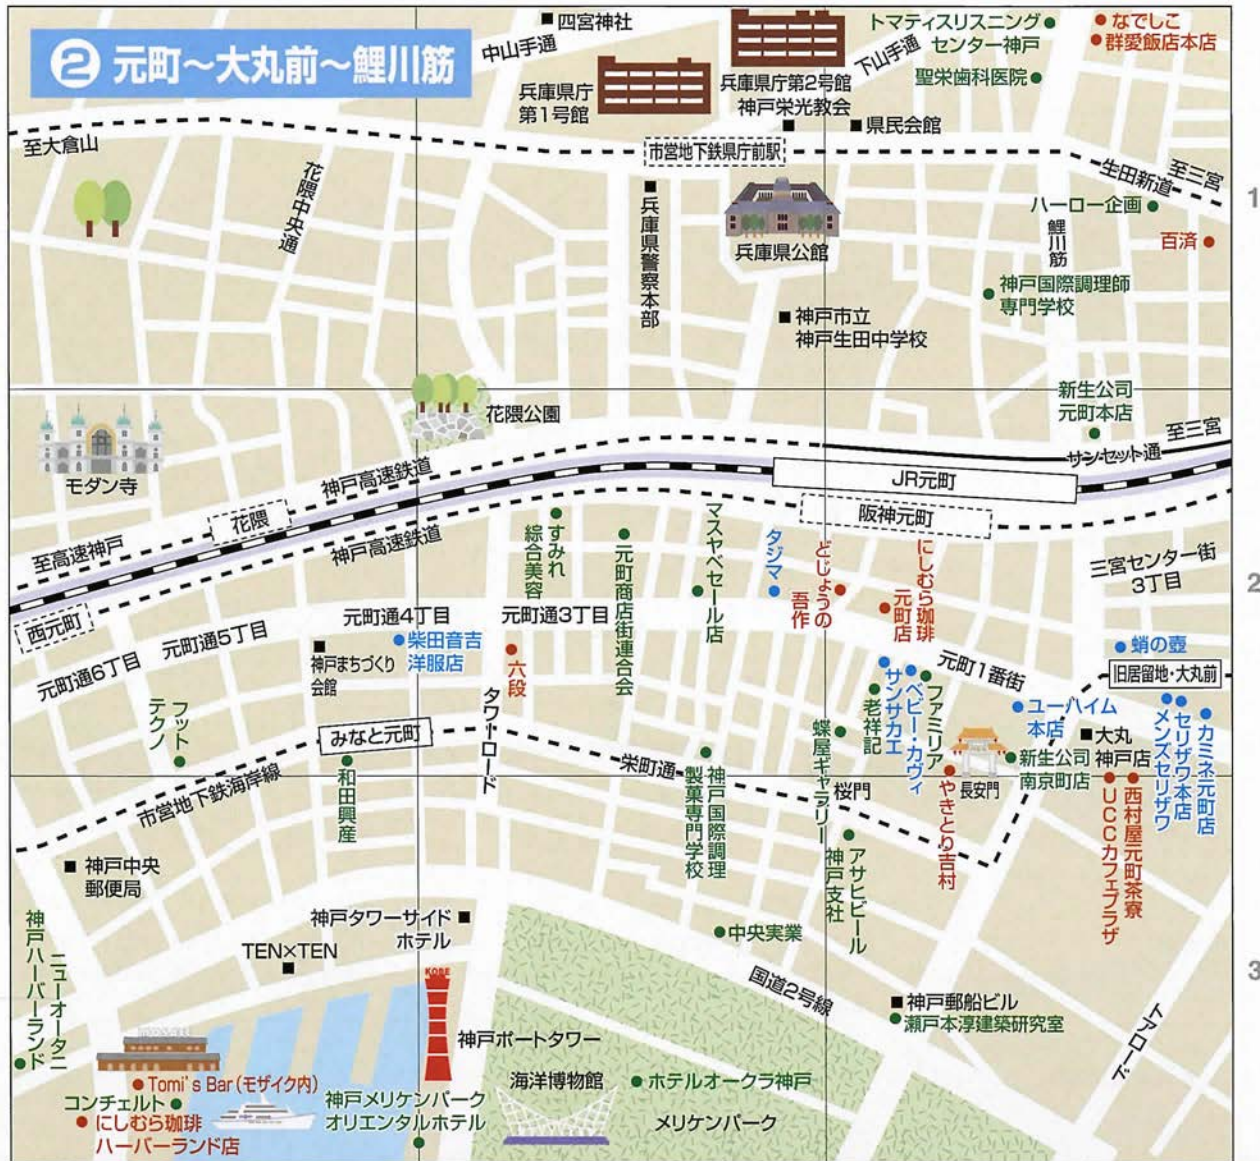 ② 元町〜大丸前〜鯉川筋
四宮神社
中山手通
兵庫県庁
第1号館
兵庫県庁第2号館
神戸栄光教会
下山手通
トマティスリスニング
センター神戸
聖栄歯科医院
なでしこ
群愛飯店本店
県民会館
至大倉山
花隈中央通
市営地下鉄県庁前駅
生田新道
至三宮
兵庫県警察本部
兵庫県公館
ハーロー企画
鯉川筋
百済
1
神戸国際調理師
専門学校
神戸市立
神戸生田中学校
花隈公園
モダン寺
新生公司
元町本店
至三宮
サンセット通
神戸高速鉄道
JR元町
花隈
阪神元町
至高速神戸
神戸高速鉄道
すみれ
綜合美容
元町商店街連合会
マスヤベセール店
タジマ
どじょうの
吾作
にしむら珈琲
元町店
三宮センター街
3丁目
2
西元町
元町通6丁目
元町通5丁目
元町通4丁目
元町通3丁目
神戸まちづくり
会館
柴田音吉
洋服店
六段
元町1番街
蛸の壺
旧居留地・大丸前
フット
テクノ
みなと元町
タワーロード
栄町通
蝶屋ギャラリー
老祥記
サンサカエ
ベビー・カヴィ
ファミリア
ユーハイム
本店
大丸
神戸店
メンズセリザワ
セリザワ本店
カミネ元町店
市営地下鉄海岸線
和田興産
神戸国際調理
製菓専門学校
桜門
長安門
新生公司
南京町店
やきとり吉村
UCCカフェプラザ
西村屋元町茶寮
神戸中央
郵便局
アサヒビール
神戸支社
神戸タワーサイド
ホテル
中央実業
TEN×TEN
KOBE
国道2号線
3
ニューオータニ
神戸ハーバーランド
神戸郵船ビル
瀬戸本淳建築研究室
トアロード
神戸ポートタワー
MOSAIC
Tomi's Bar(モザイク内)
コンチェルト
にしむら珈琲
ハーバーランド店
神戸メリケンパーク
オリエンタルホテル
海洋博物館
ホテルオークラ神戸
メリケンパーク